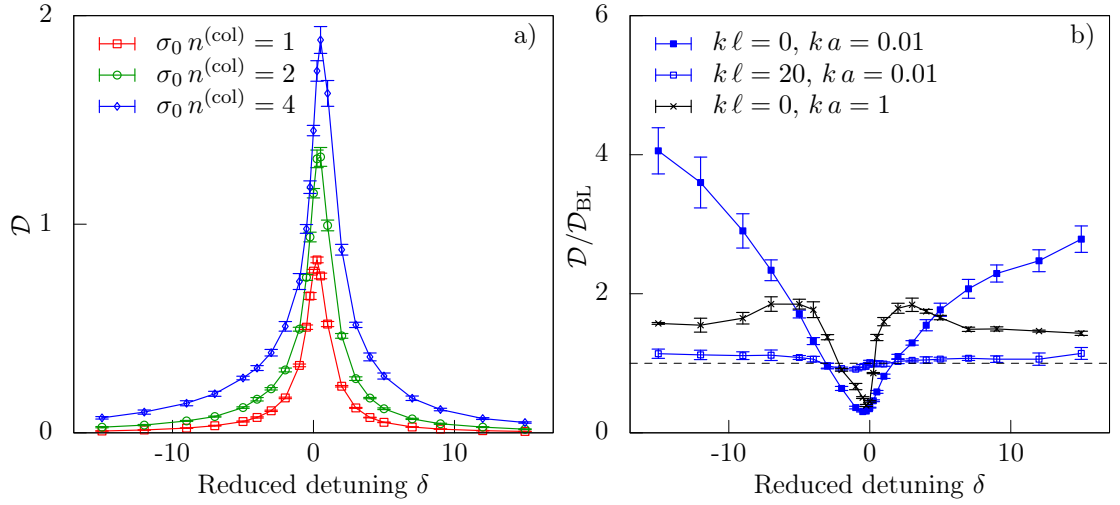 2
1
0
-10
0
10
𝒟
Reduced detuning δ
a)
σ₀ n⁽ᶜᵒˡ⁾ = 1
σ₀ n⁽ᶜᵒˡ⁾ = 2
σ₀ n⁽ᶜᵒˡ⁾ = 4
6
4
2
0
-10
0
10
𝒟/𝒟_BL
Reduced detuning δ
b)
k ℓ = 0, k a = 0.01
k ℓ = 20, k a = 0.01
k ℓ = 0, k a = 1